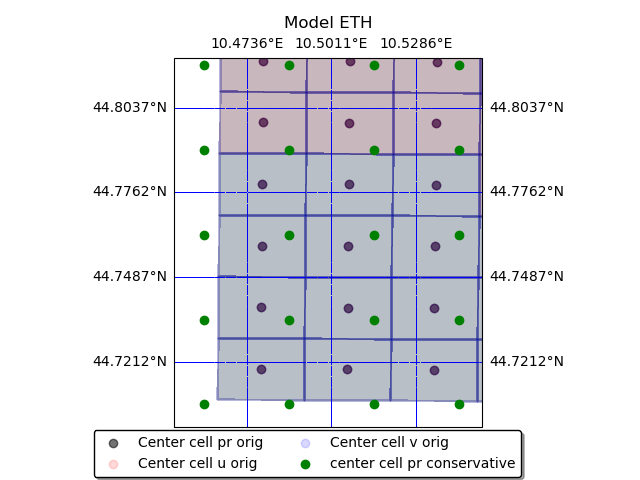 Model ETH
10.4736°E 10.5011°E 10.5286°E
44.8037°N 44.8037°N
44.7762°N 44.7762°N
44.7487°N 44.7487°N
44.7212°N 44.7212°N
Center cell pr orig Center cell v orig
Center cell u orig center cell pr conservative